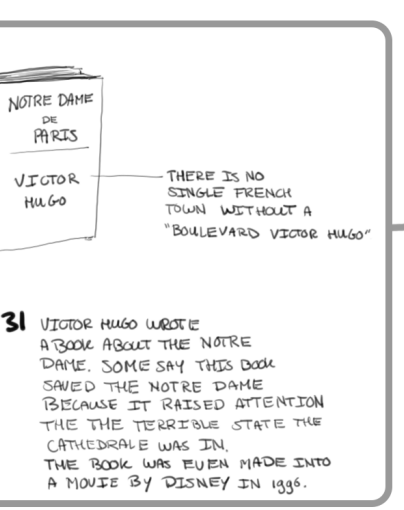 NOTRE DAME
DE
PARIS
VICTOR
HUGO
THERE IS NO
SINGLE FRENCH
TOWN WITHOUT A
"BOULEVARD VICTOR HUGO"
31 VICTOR HUGO WROTE
A BOOK ABOUT THE NOTRE
DAME. SOME SAY THIS BOOK
SAVED THE NOTRE DAME
BECAUSE IT RAISED ATTENTION
THE THE TERRIBLE STATE THE
CATHEDRALE WAS IN.
THE BOOK WAS EVEN MADE INTO
A MOVIE BY DISNEY IN 1996.